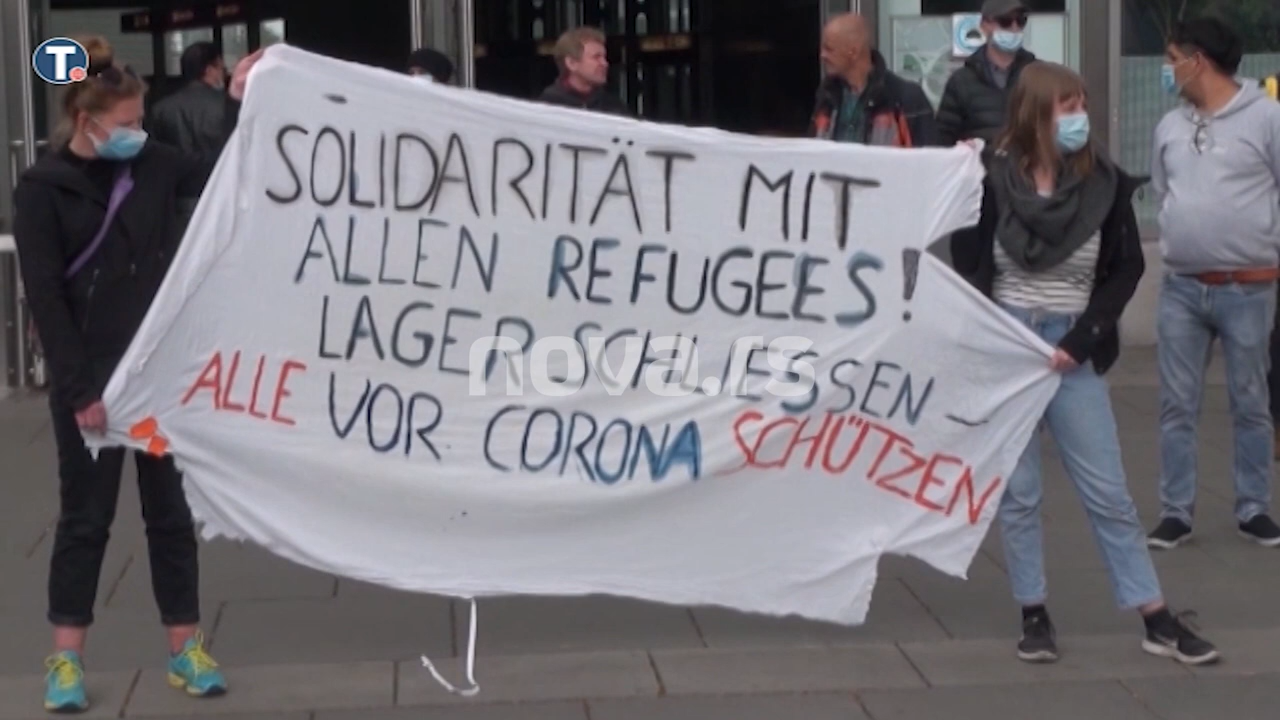 T
SOLIDARITÄT MIT
ALLEN REFUGEES!
LAGER SCHLIESSEN –
ALLE VOR CORONA SCHÜTZEN
nova.rs